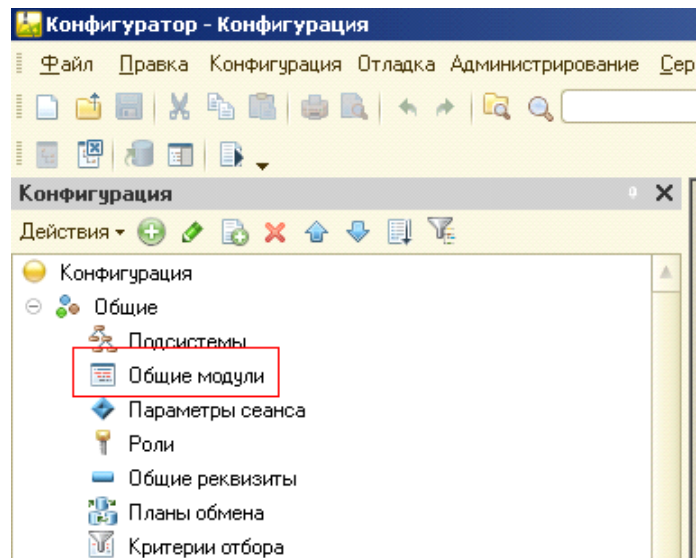 Конфигуратор - Конфигурация
Файл Правка Конфигурация Отладка Администрирование Сер
Конфигурация
Действия
Конфигурация
Общие
Подсистемы
Общие модули
Параметры сеанса
Роли
Общие реквизиты
Планы обмена
Критерии отбора